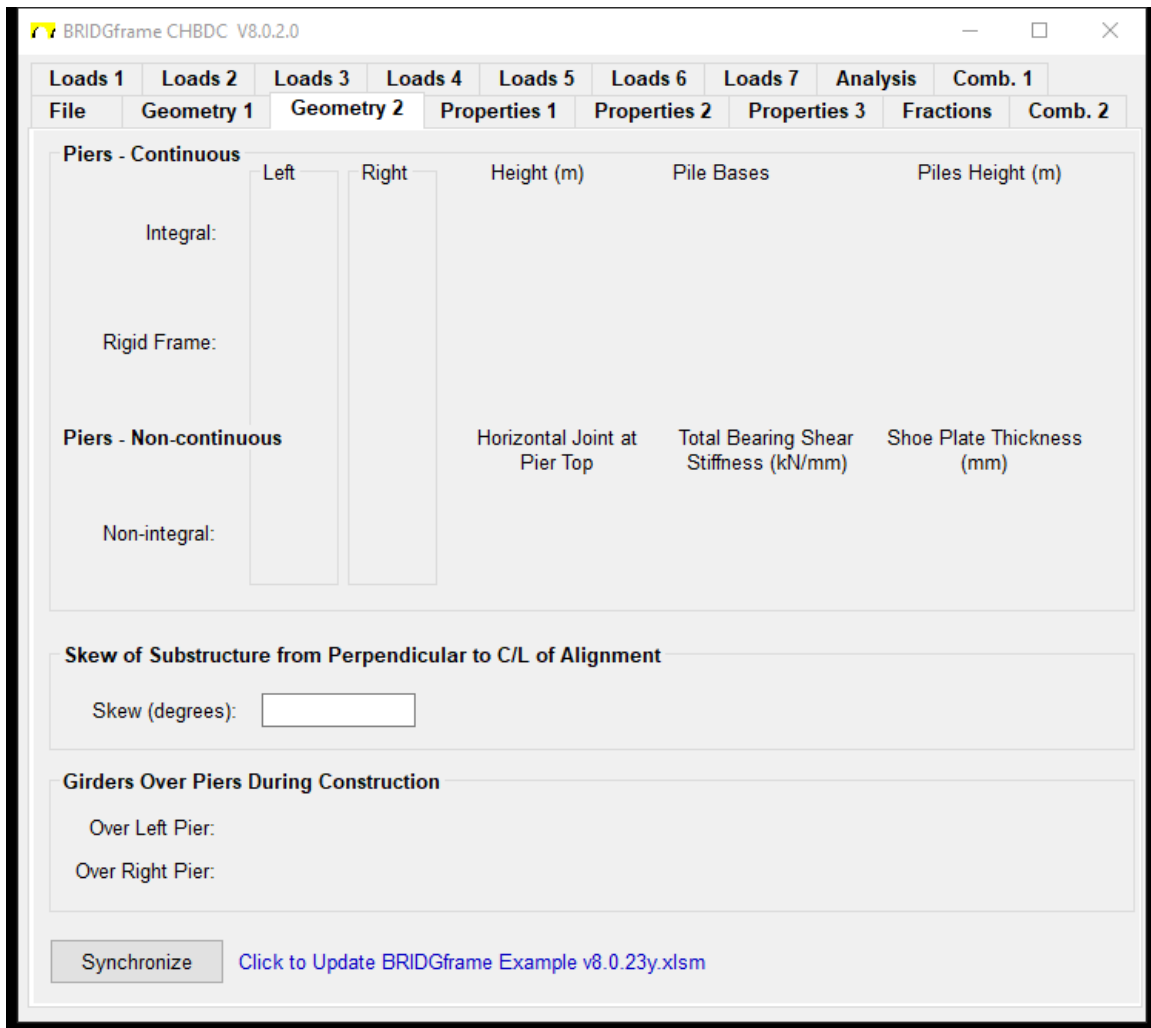 BRIDGframe CHBDC V8.0.2.0
Loads 1 Loads 2 Loads 3 Loads 4 Loads 5 Loads 6 Loads 7 Analysis Comb. 1
File Geometry 1 Geometry 2 Properties 1 Properties 2 Properties 3 Fractions Comb. 2
Piers - Continuous
Left Right Height (m) Pile Bases Piles Height (m)
Integral:
Rigid Frame:
Piers - Non-continuous Horizontal Joint at Total Bearing Shear Shoe Plate Thickness
Pier Top Stiffness (kN/mm) (mm)
Non-integral:
Skew of Substructure from Perpendicular to C/L of Alignment
Skew (degrees):
Girders Over Piers During Construction
Over Left Pier:
Over Right Pier:
Synchronize Click to Update BRIDGframe Example v8.0.23y.xlsm